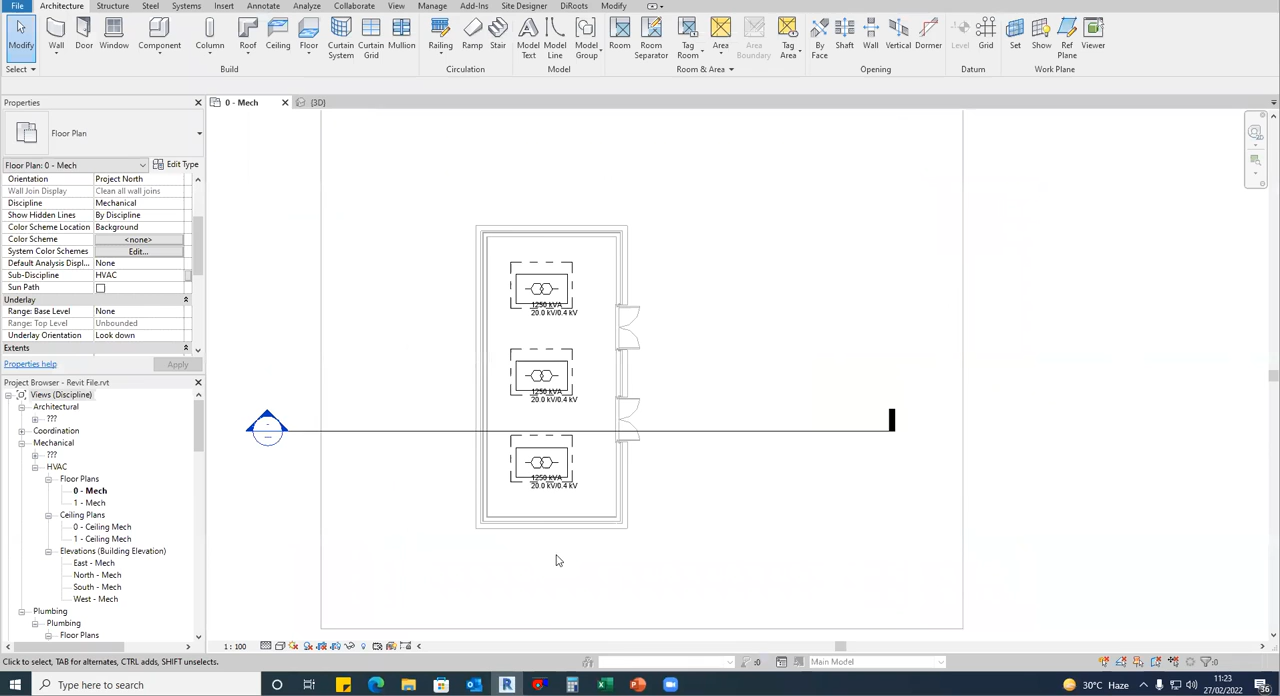 File Architecture Structure Steel Systems Insert Annotate Analyze Collaborate View Manage Add-Ins Site Designer DiRoots Modify
Modify Wall Door Window Component Column Roof Ceiling Floor Curtain System Curtain Grid Mullion Railing Ramp Stair Model Text Model Line Model Group Room Room Separator Tag Room Area Area Boundary Tag Area By Face Shaft Wall Vertical Dormer Level Grid Set Show Ref Plane Viewer
Select Build Circulation Model Room & Area Opening Datum Work Plane
Properties
0 - Mech {3D}
Floor Plan
Floor Plan: 0 - Mech Edit Type
Orientation Project North
Wall Join Display Clean all wall joins
Discipline Mechanical
Show Hidden Lines By Discipline
Color Scheme Location Background
Color Scheme <none>
System Color Schemes Edit...
Default Analysis Displ... None
Sub-Discipline HVAC
Sun Path
Underlay
Range: Base Level None
Range: Top Level Unbounded
Underlay Orientation Look down
Extents
Properties help Apply
Project Browser - Revit File.rvt
Views (Discipline)
Architectural
???
Coordination
Mechanical
???
HVAC
Floor Plans
0 - Mech
1 - Mech
Ceiling Plans
0 - Ceiling Mech
1 - Ceiling Mech
Elevations (Building Elevation)
East - Mech
North - Mech
South - Mech
West - Mech
Plumbing
Plumbing
Floor Plans
1250 kVA
20.0 kV/0.4 kV
1250 kVA
20.0 kV/0.4 kV
1250 kVA
20.0 kV/0.4 kV
1 : 100
Click to select, TAB for alternates, CTRL adds, SHIFT unselects. :0 Main Model :0
Type here to search 30°C Haze 11:23
27/02/2022